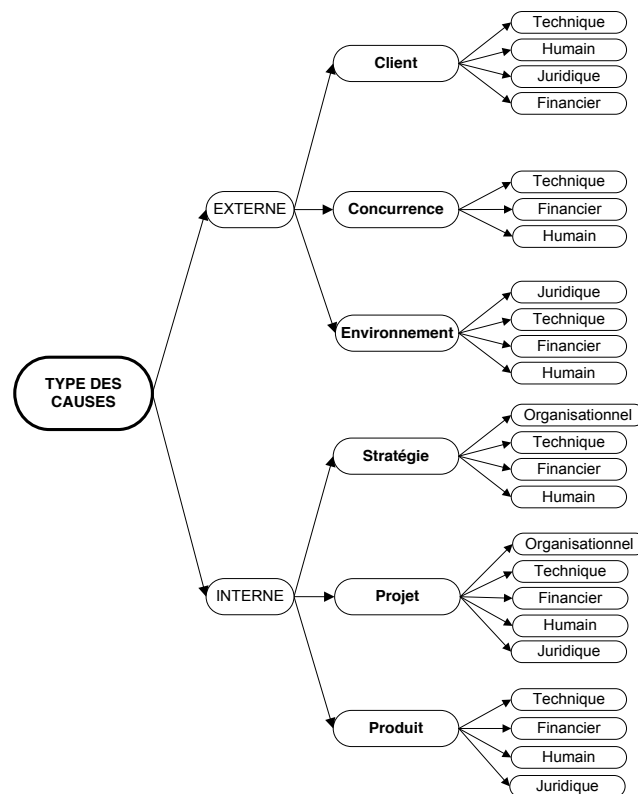 Technique
Humain
Client
Juridique
Financier
Technique
EXTERNE
Concurrence
Financier
Humain
Juridique
Technique
Environnement
Financier
Humain
TYPE DES
CAUSES
Organisationnel
Technique
Stratégie
Financier
Humain
Organisationnel
Technique
INTERNE
Projet
Financier
Humain
Juridique
Technique
Produit
Financier
Humain
Juridique